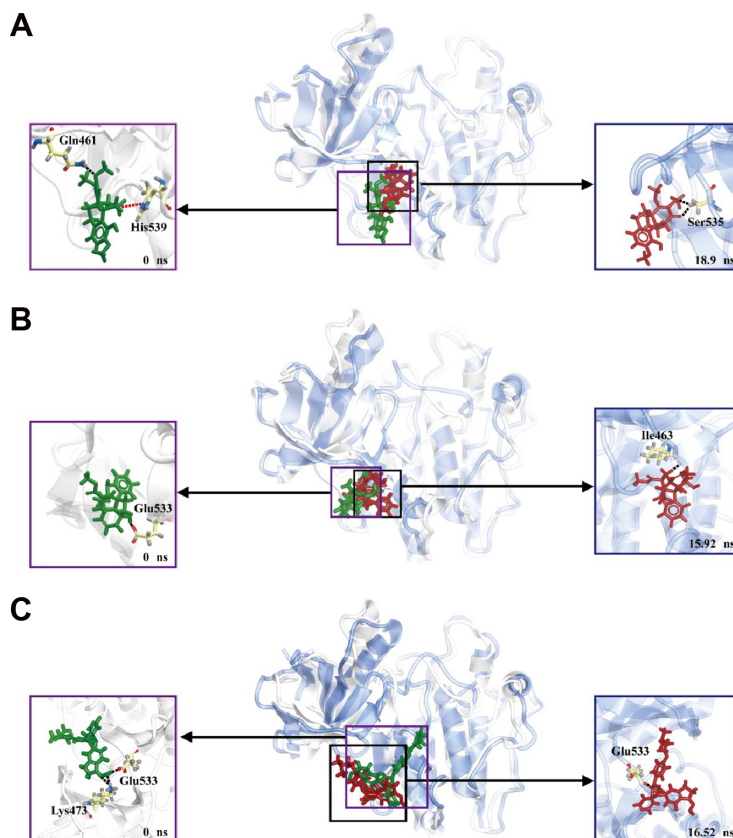 A
Gln461
His539
0 ns
Ser535
18.9 ns
B
Glu533
0 ns
Ile463
15.92 ns
C
Glu533
Lys473
0 ns
Glu533
16.52 ns